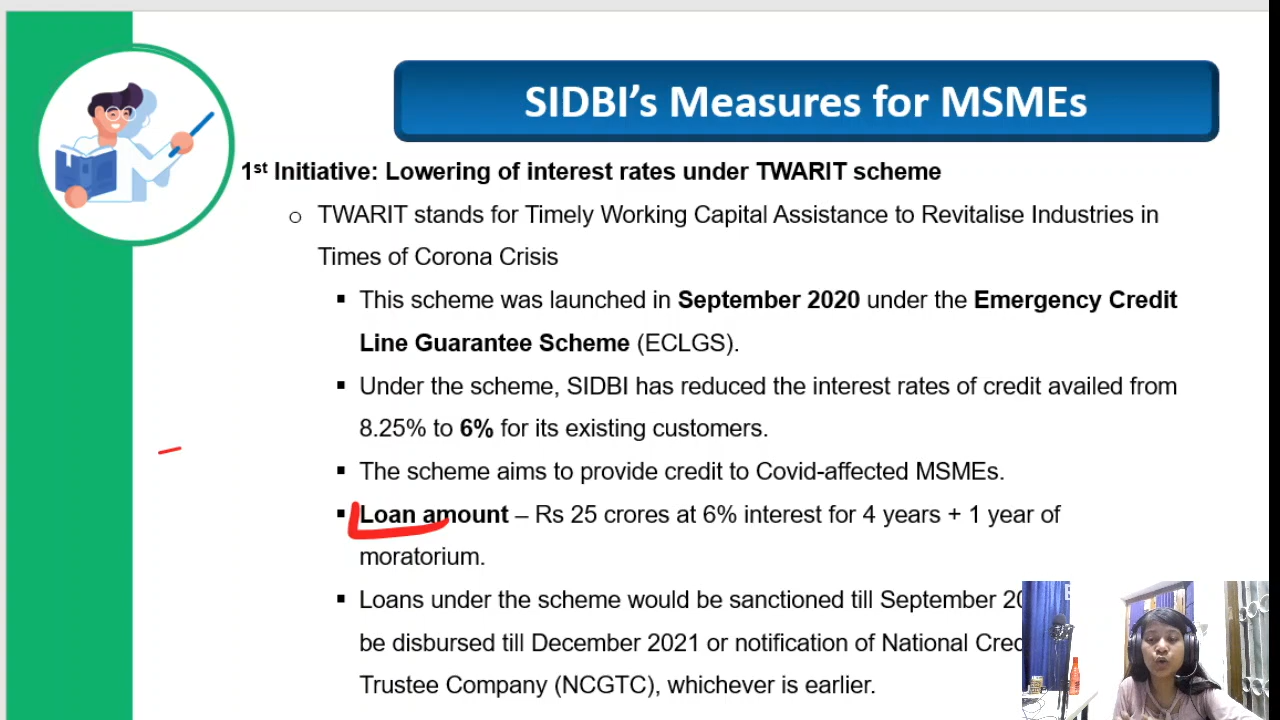 SIDBI’s Measures for MSMEs
1st Initiative: Lowering of interest rates under TWARIT scheme
o TWARIT stands for Timely Working Capital Assistance to Revitalise Industries in
Times of Corona Crisis
▪ This scheme was launched in September 2020 under the Emergency Credit
Line Guarantee Scheme (ECLGS).
▪ Under the scheme, SIDBI has reduced the interest rates of credit availed from
8.25% to 6% for its existing customers.
▪ The scheme aims to provide credit to Covid-affected MSMEs.
▪ Loan amount – Rs 25 crores at 6% interest for 4 years + 1 year of
moratorium.
▪ Loans under the scheme would be sanctioned till September
be disbursed till December 2021 or notification of National
Trustee Company (NCGTC), whichever is earlier.